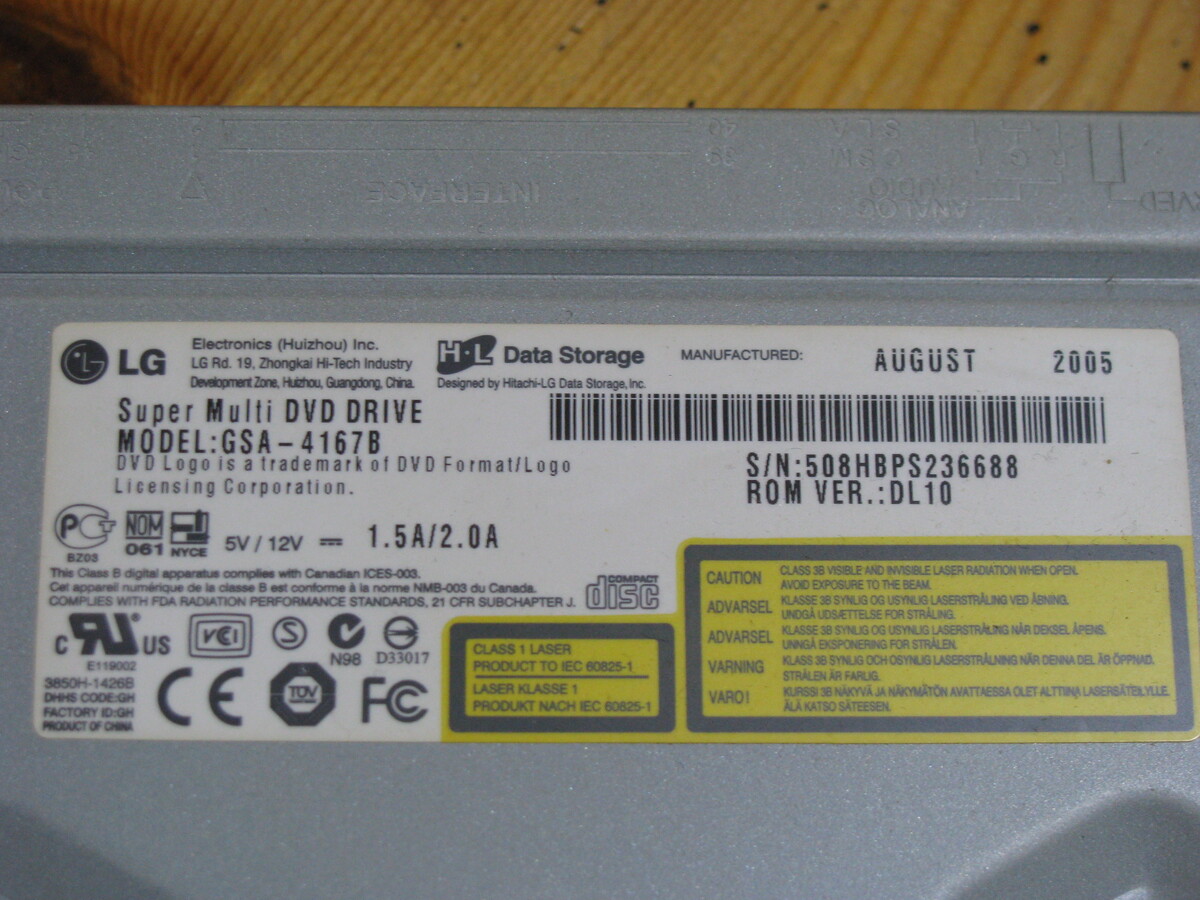 39 40
CSM SLA
R G L
INTERFACE
ANALOG
AUDIO
LG
Electronics (Huizhou) Inc.
LG Rd. 19, Zhongkai Hi-Tech Industry
Development Zone, Huizhou, Guangdong, China.
H·L Data Storage
Designed by Hitachi-LG Data Storage, Inc.
MANUFACTURED: AUGUST 2005
Super Multi DVD DRIVE
MODEL:GSA-4167B
DVD Logo is a trademark of DVD Format/Logo
Licensing Corporation.
S/N:508HBPS236688
ROM VER.:DL10
PCT
BZ03
NOM
061 NYCE
5V / 12V ⎓ 1.5A/2.0A
This Class B digital apparatus complies with Canadian ICES-003.
Cet appareil numérique de la classe B est conforme à la norme NMB-003 du Canada.
COMPLIES WITH FDA RADIATION PERFORMANCE STANDARDS, 21 CFR SUBCHAPTER J.
COMPACT
disc
c RU US
E119002
VCI
S
N98
D33017
3850H-1426B
DHHS CODE:GH
FACTORY ID:GH
PRODUCT OF CHINA
CE
TÜV
FC
CLASS 1 LASER
PRODUCT TO IEC 60825-1
LASER KLASSE 1
PRODUKT NACH IEC 60825-1
CAUTION CLASS 3B VISIBLE AND INVISIBLE LASER RADIATION WHEN OPEN.
AVOID EXPOSURE TO THE BEAM.
ADVARSEL KLASSE 3B SYNLIG OG USYNLIG LASERSTRÅLING VED ÅBNING.
UNDGÅ UDSÆTTELSE FOR STRÅLING.
ADVARSEL KLASSE 3B SYNLIG OG USYNLIG LASERSTRÅLING NÅR DEKSEL ÅPENS.
UNNGÅ EKSPONERING FOR STRÅLEN.
VARNING KLASS 3B SYNLIG OCH OSYNLIG LASERSTRÅLNING NÄR DENNA DEL ÄR ÖPPNAD.
STRÅLEN ÄR FARLIG.
VARO! KURSSI 3B NÄKYVÄ JA NÄKYMÄTÖN AVATTAESSA OLET ALTTIINA LASERSÄTEILYLLE.
ÄLÄ KATSO SÄTEESEEN.